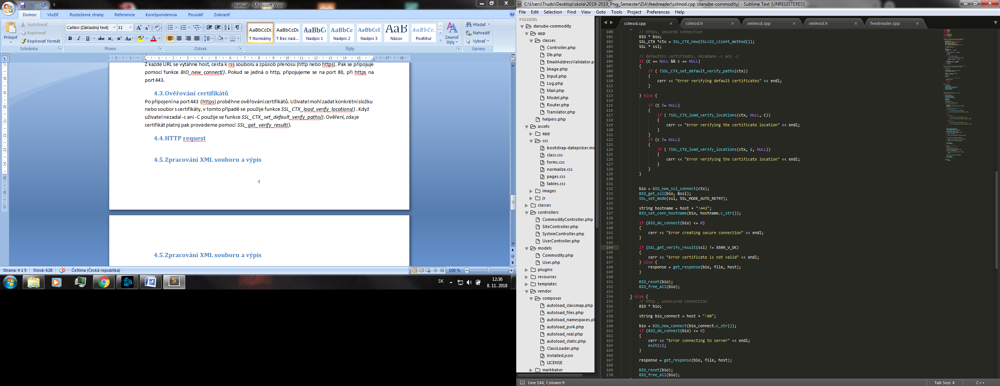 manual - Microsoft Word
Domov
Vložiť
Rozloženie strany
Referencie
Korešpondencia
Posúdiť
Zobraziť
Prilepiť
Vystrihnúť
Kopírovať
Kopírovať formát
Schránka
Calibri (Základný text)
11
Písmo
Odsek
AaBbCcDc
¶ Normálny
AaBbCcDc
¶ Bez riad...
AaBbC
Nadpis 1
AaBbCc
Nadpis 2
AaBbCcI
Nadpis 3
AaB
Názov
AaBbCc.
Podtitul
Zmeniť
štýly
Štýly
Hľadať
Nahradiť
Vybrať
Úpravy
Z každé URL se vytáhne host, cesta k rss souboru a způsob přenosu (http nebo https). Pak se připojuje
pomocí funkce BIO_new_connect(). Pokud se jedná o http, připojujeme se na port 80, při https na
port 443.
4.3.Ověřování certifikátů
Po připojení na port 443 (https) proběhne ověřování certifikátů. Uživatel mohl zadat konkrétní složku
nebo soubor s certifikáty, v tomto případě se použije funkce SSL_CTX_load_verify_locations() . Když
uživatel nezadal -c ani -C použije se funkce SSL_CTX_set_default_verify_paths(). Ověření, zda je
certifikát platný pak provedeme pomocí SSL_get_verify_result().
4.4.HTTP request
4.5.Zpracování XML souboru a výpis
4
4.5.Zpracování XML souboru a výpis
Strana: 4 z 5
Slová: 628
Čeština (Česká republika)
100 %
SK
12:36
8. 11. 2018
C:\Users\Trudo\Desktop\skola\2018-2019_Prvy_Semester\ISA\feedreader\sslmod.cpp (danube-commodity) - Sublime Text (UNREGISTERED)
File Edit Selection Find View Goto Tools Project Preferences Help
FOLDERS
danube-commodity
app
classes
Controller.php
Db.php
EmailAddressValidator.p
Image.php
Input.php
Log.php
Mail.php
Model.php
Router.php
Translator.php
helpers.php
assets
app
css
bootstrap-datepicker.mi
class.css
forms.css
normalize.css
pages.css
tables.css
images
js
classes
controllers
CommodityController.php
SiteController.php
SystemController.php
UserController.php
models
Commodity.php
User.php
plugins
resources
templates
vendor
composer
autoload_classmap.php
autoload_files.php
autoload_namespaces.p
autoload_psr4.php
autoload_real.php
autoload_static.php
ClassLoader.php
installed.json
LICENSE
markbaker
sslmod.cpp
sslmod.h
xmlmod.cpp
xmlmod.h
feedreader.cpp
100 // https, secured connection
101 BIO * bio;
102 SSL_CTX *ctx = SSL_CTX_new(SSLv23_client_method());
103 SSL * ssl;
104
105 // defaultni certifikaty, nezadane -c ani -C
106 if (C == NULL && c == NULL)
107 {
108 if ( !SSL_CTX_set_default_verify_paths(ctx))
109 {
110 cerr << "Error verifying default certificates" << endl;
111 }
112
113 } else {
114
115 if (C != NULL)
116 {
117 if ( !SSL_CTX_load_verify_locations(ctx, NULL, C))
118 {
119 cerr << "Error verifying the certificate location" << endl;
120 }
121 }
122 if (c != NULL)
123 {
124 if ( !SSL_CTX_load_verify_locations(ctx, c, NULL))
125 {
126 cerr << "Error verifying the certificate location" << endl;
127 }
128 }
129 }
130
131
132 bio = BIO_new_ssl_connect(ctx);
133 BIO_get_ssl(bio, &ssl);
134 SSL_set_mode(ssl, SSL_MODE_AUTO_RETRY);
135
136 string hostname = host + ":443";
137 BIO_set_conn_hostname(bio, hostname.c_str());
138
139 if (BIO_do_connect(bio) <= 0)
140 {
141 cerr << "Error creating secure connection" << endl;
142 }
143
144 if (SSL_get_verify_result(ssl) != X509_V_OK)
145 {
146 cerr << "Error certificate is not valid" << endl;
147 } else {
148 response = get_response(bio, file, host);
149 }
150
151 BIO_reset(bio);
152 BIO_free_all(bio);
153
154 } else {
155 // http , unsecured connection
156 BIO * bio;
157
158 string bio_connect = host + ":80";
159
160 bio = BIO_new_connect(bio_connect.c_str());
161 if (BIO_do_connect(bio) <= 0)
162 {
163 cerr << "Error connecting to server" << endl;
164 exit(1);
165 }
166
167 response = get_response(bio, file, host);
168
169 BIO_reset(bio);
170 BIO_free_all(bio);
Line 144, Column 9
Tab Size: 4
C++